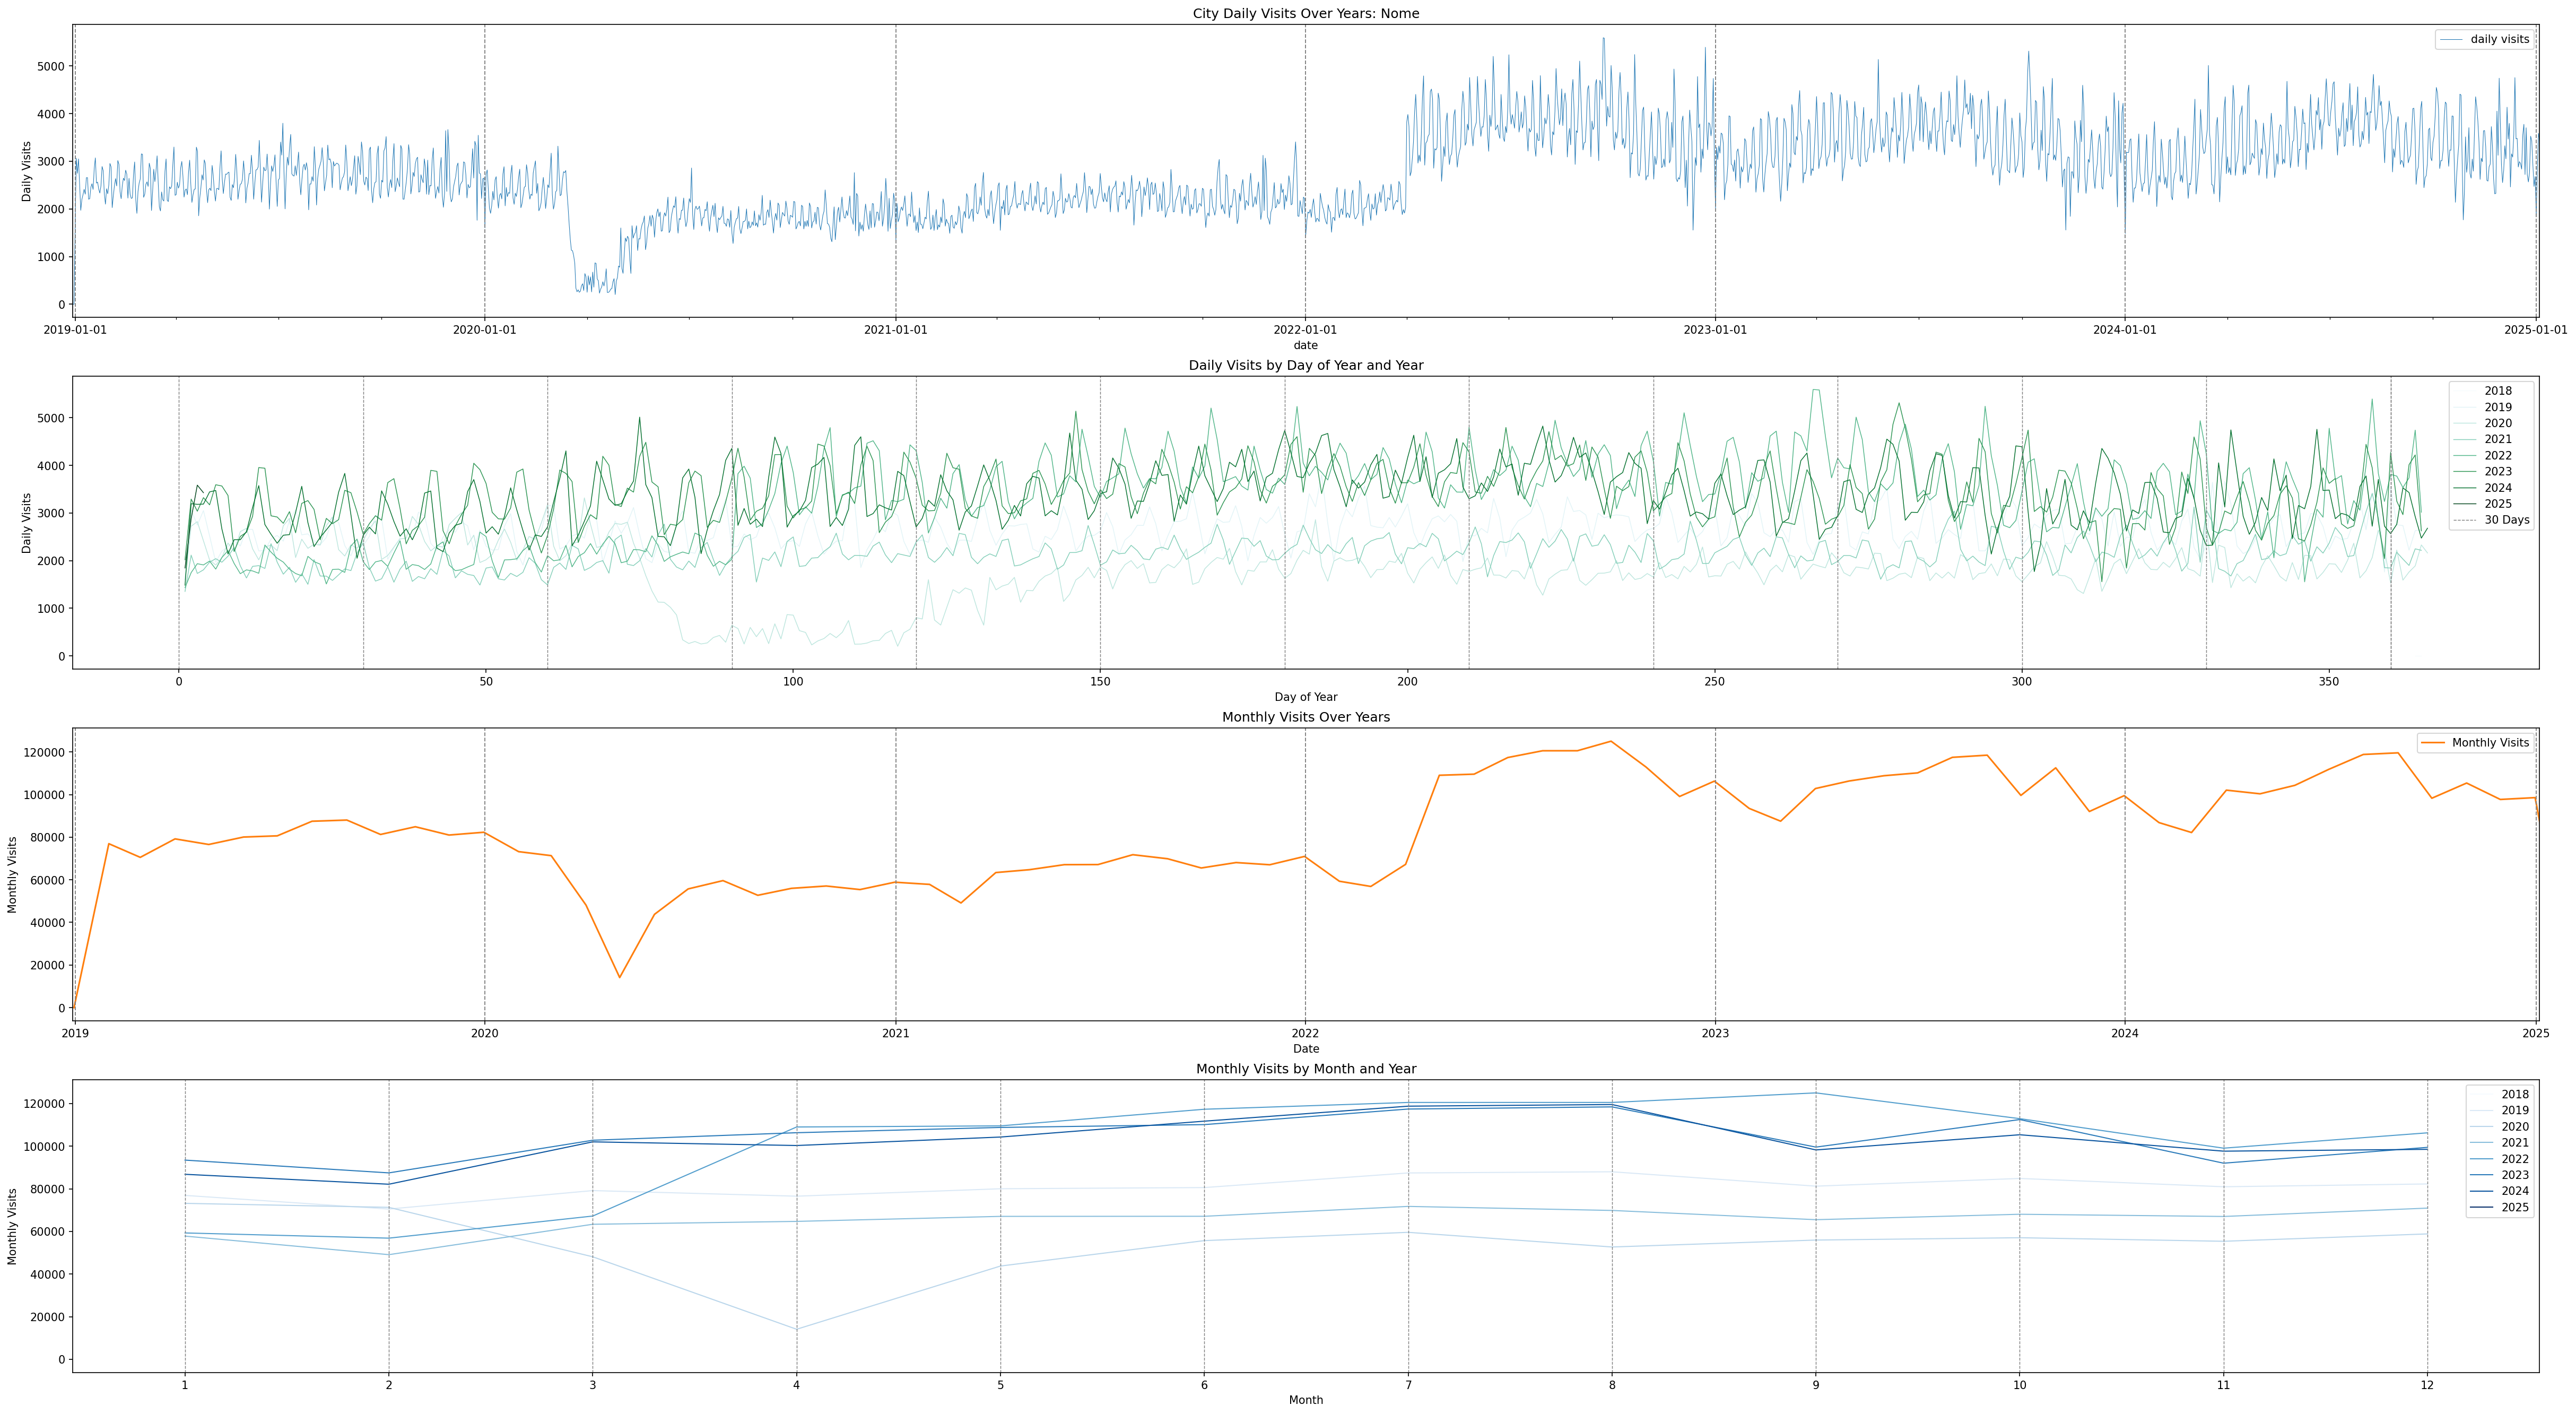 City Daily Visits Over Years: Nome
Daily Visits
5000
4000
3000
2000
1000
0
daily visits
2019-01-01 2020-01-01 2021-01-01 2022-01-01 2023-01-01 2024-01-01 2025-01-01
date
Daily Visits by Day of Year and Year
Daily Visits
5000
4000
3000
2000
1000
0
2018
2019
2020
2021
2022
2023
2024
2025
30 Days
0 50 100 150 200 250 300 350
Day of Year
Monthly Visits Over Years
Monthly Visits
120000
100000
80000
60000
40000
20000
0
Monthly Visits
2019 2020 2021 2022 2023 2024 2025
Date
Monthly Visits by Month and Year
Monthly Visits
120000
100000
80000
60000
40000
20000
0
2018
2019
2020
2021
2022
2023
2024
2025
1 2 3 4 5 6 7 8 9 10 11 12
Month